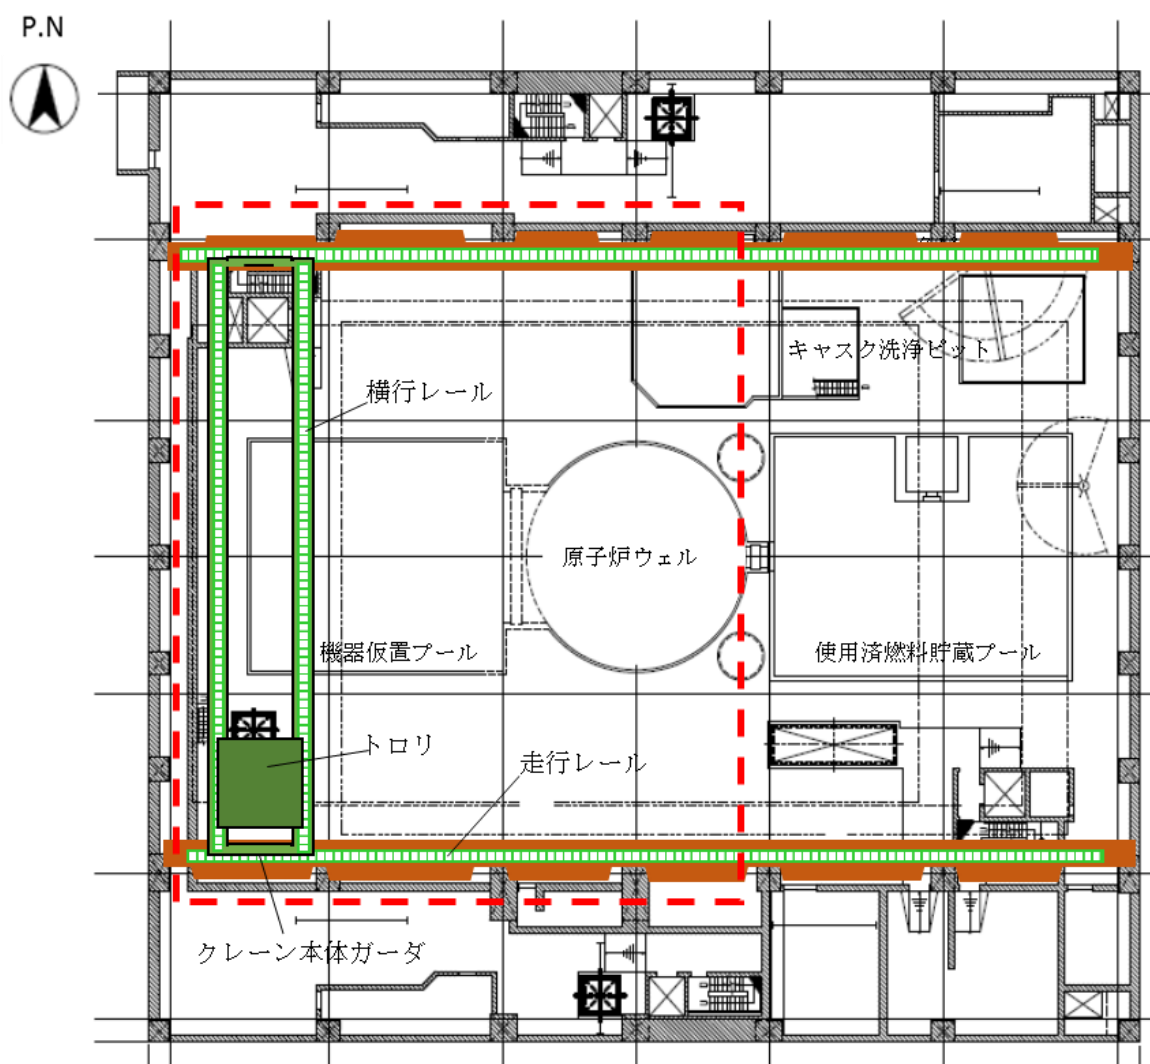 P.N
キャスク洗浄ピット
横行レール
原子炉ウェル
機器仮置プール
使用済燃料貯蔵プール
トロリ
走行レール
クレーン本体ガーダ